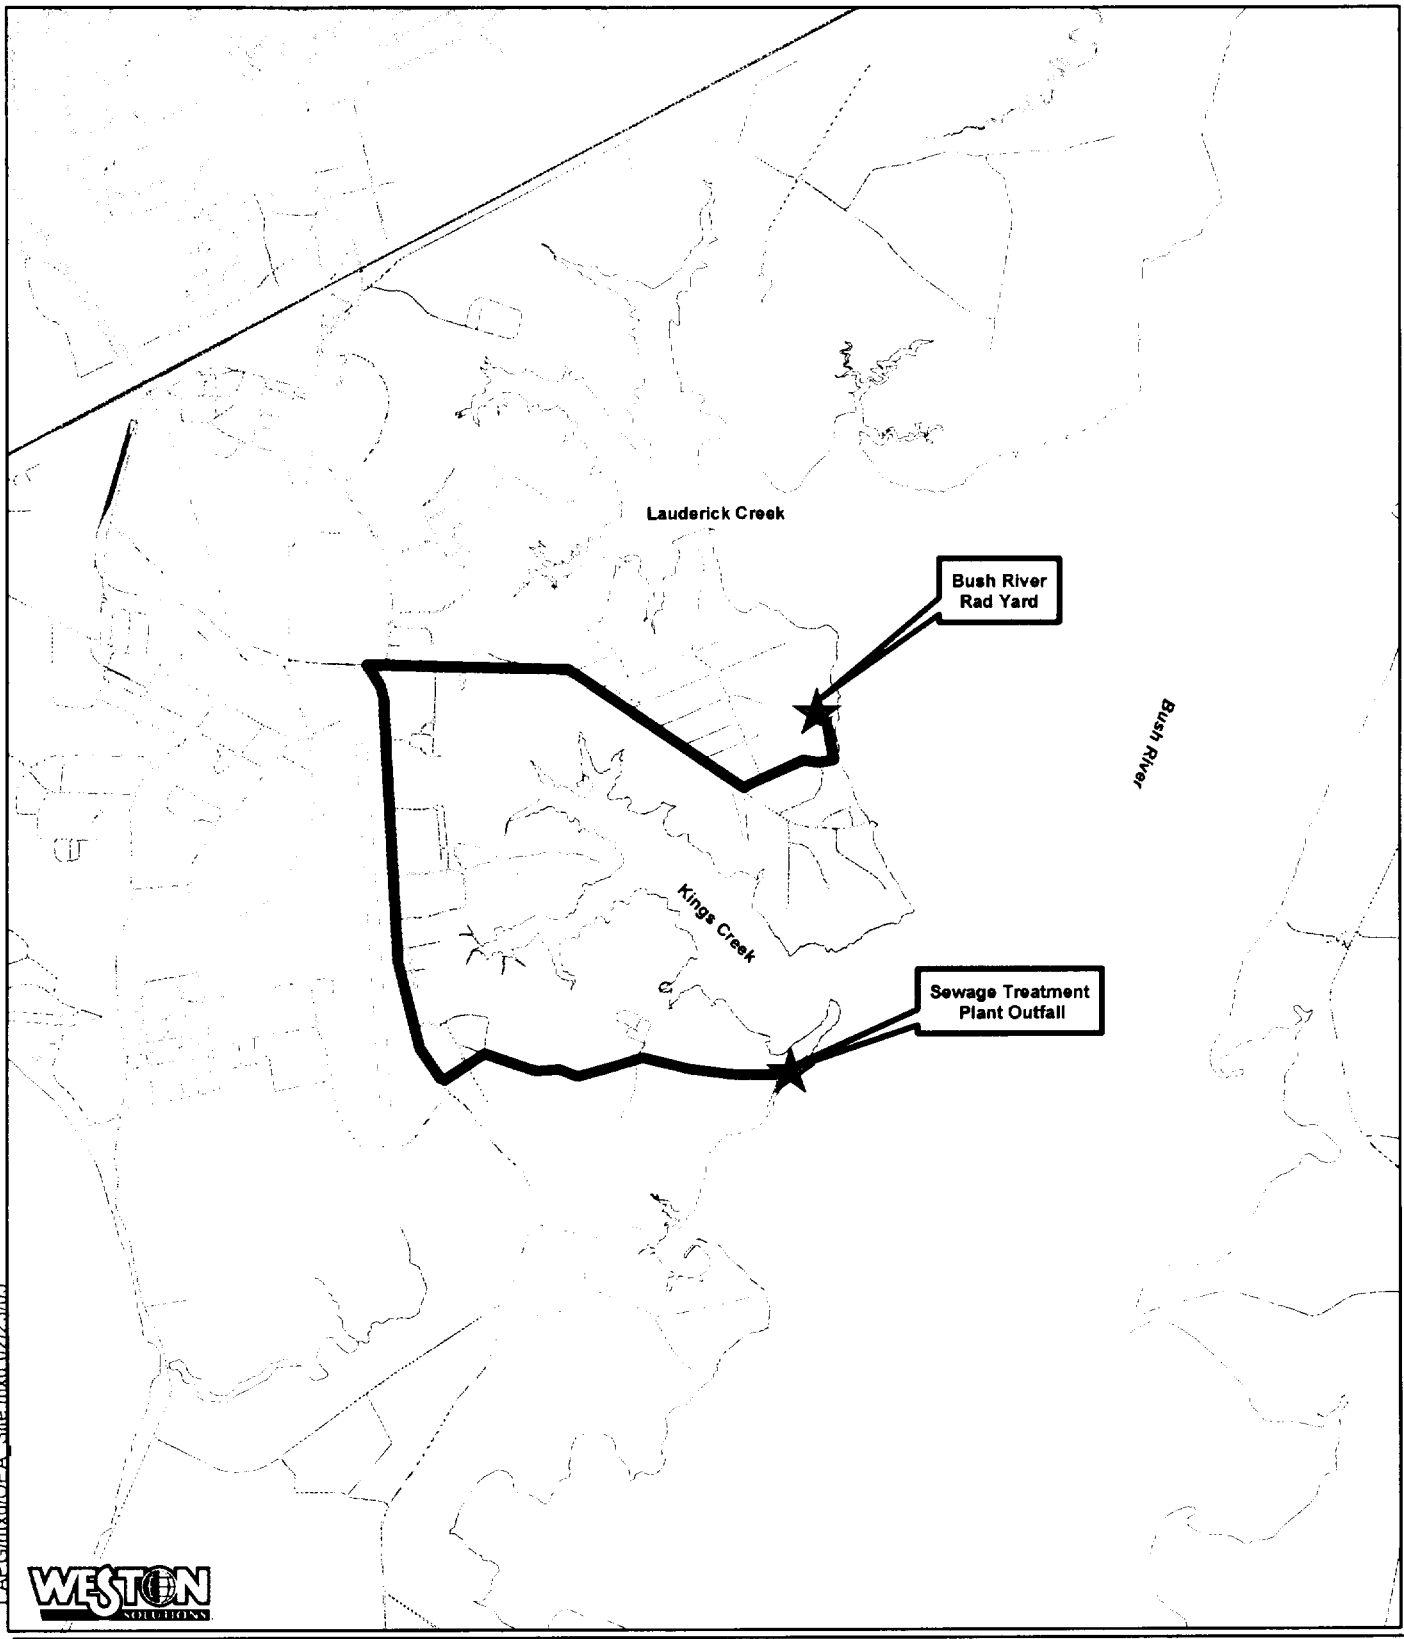 Lauderick Creek
Bush River
Rad Yard
Bush River
Kings Creek
Sewage Treatment
Plant Outfall
WESTON
SOLUTIONS